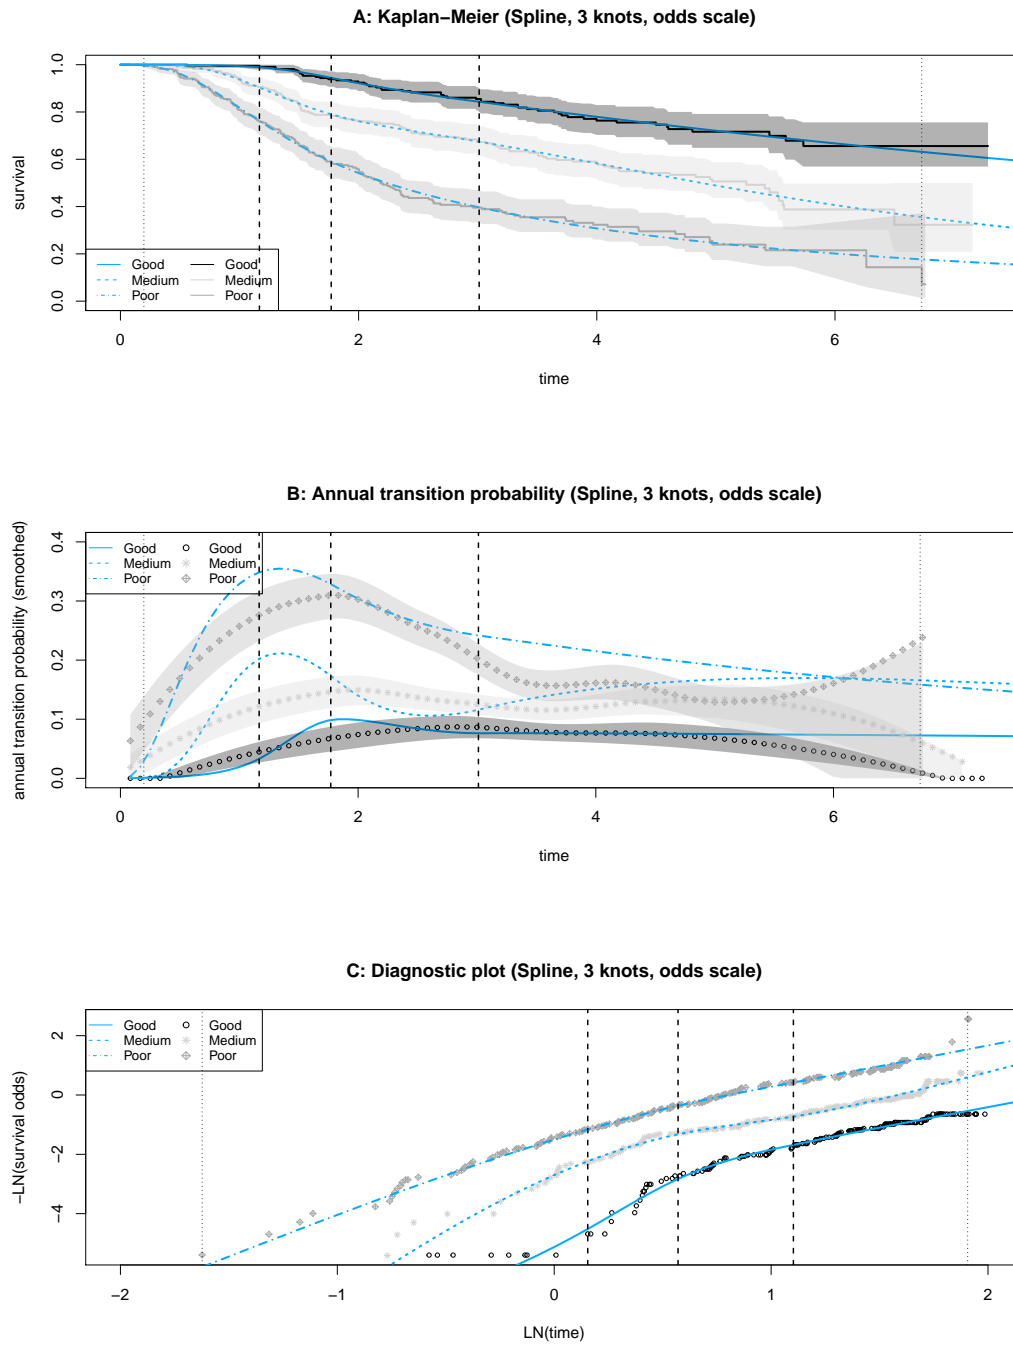 A: Kaplan−Meier (Spline, 3 knots, odds scale)
survival
0.0 0.2 0.4 0.6 0.8 1.0
Good Good
Medium Medium
Poor Poor
0 2 4 6
time
B: Annual transition probability (Spline, 3 knots, odds scale)
annual transition probability (smoothed)
0.0 0.1 0.2 0.3 0.4
Good Good
Medium Medium
Poor Poor
0 2 4 6
time
C: Diagnostic plot (Spline, 3 knots, odds scale)
−LN(survival odds)
−4 −2 0 2
Good Good
Medium Medium
Poor Poor
−2 −1 0 1 2
LN(time)